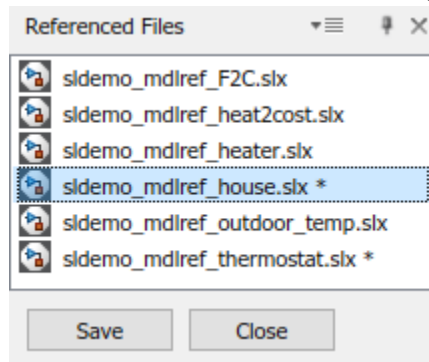 Referenced Files
sldemo_mdlref_F2C.slx
sldemo_mdlref_heat2cost.slx
sldemo_mdlref_heater.slx
sldemo_mdlref_house.slx *
sldemo_mdlref_outdoor_temp.slx
sldemo_mdlref_thermostat.slx *
Save Close